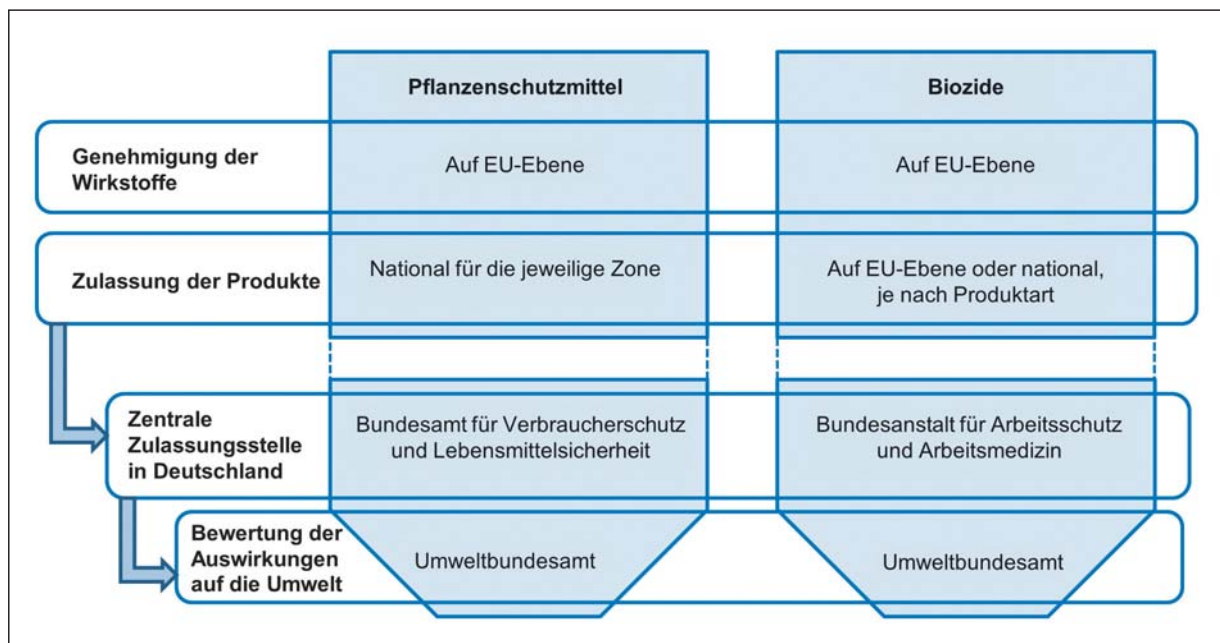 Pflanzenschutzmittel
Biozide
Genehmigung der
Wirkstoffe
Auf EU-Ebene
Auf EU-Ebene
Zulassung der Produkte
National für die jeweilige Zone
Auf EU-Ebene oder national,
je nach Produktart
Zentrale
Zulassungsstelle
in Deutschland
Bundesamt für Verbraucherschutz
und Lebensmittelsicherheit
Bundesanstalt für Arbeitsschutz
und Arbeitsmedizin
Bewertung der
Auswirkungen
auf die Umwelt
Umweltbundesamt
Umweltbundesamt